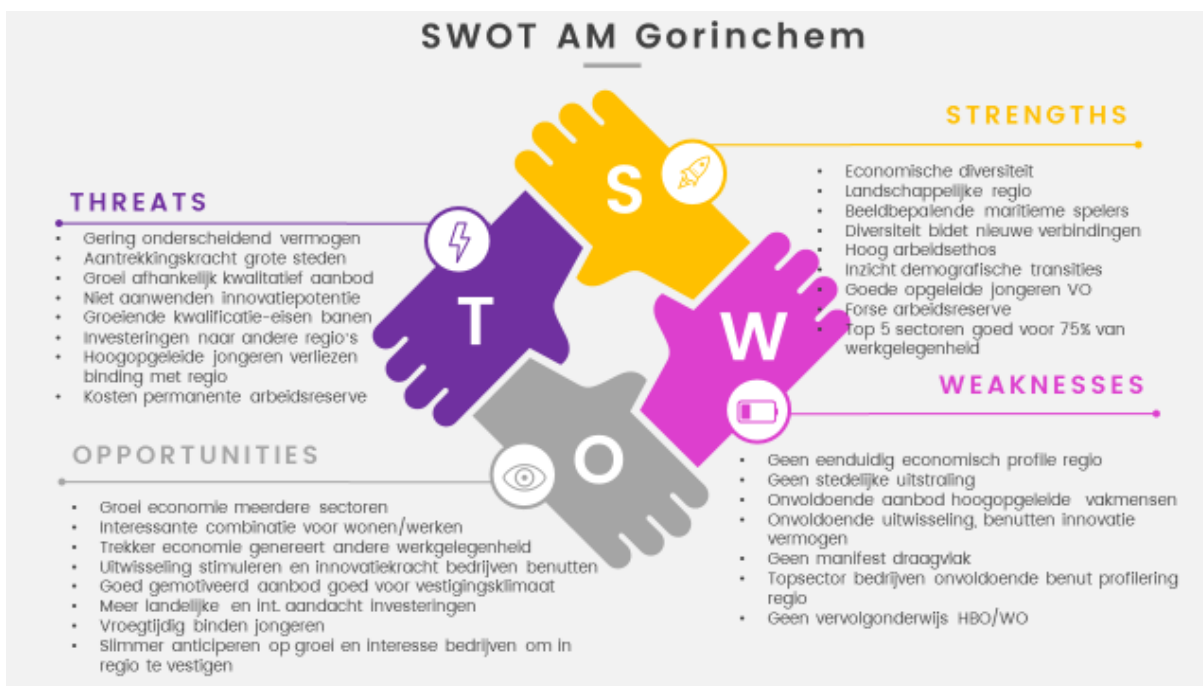 SWOT AM Gorinchem
STRENGTHS
• Economische diversiteit
• Landschappelijke regio
• Beeldbepalende maritieme spelers
• Diversiteit bidet nieuwe verbindingen
• Hoog arbeidsethos
• Inzicht demografische transities
• Goede opgeleide jongeren VO
• Forse arbeidsreserve
• Top 5 sectoren goed voor 75% van
werkgelegenheid
S
THREATS
• Gering onderscheidend vermogen
• Aantrekkingskracht grote steden
• Groei afhankelijk kwalitatief aanbod
• Niet aanwenden innovatiepotentie
• Groeiende kwalificatie-eisen banen
• Investeringen naar andere regio's
• Hoogopgeleide jongeren verliezen
binding met regio
• Kosten permanente arbeidsreserve
T
W
WEAKNESSES
• Geen eenduidig economisch profile regio
• Geen stedelijke uitstraling
• Onvoldoende aanbod hoogopgeleide vakmensen
• Onvoldoende uitwisseling, benutten innovatie
vermogen
• Geen manifest draagvlak
• Topsector bedrijven onvoldoende benut profilering
regio
• Geen vervolgonderwijs HBO/WO
OPPORTUNITIES
O
• Groei economie meerdere sectoren
• Interessante combinatie voor wonen/werken
• Trekker economie genereert andere werkgelegenheid
• Uitwisseling stimuleren en innovatiekracht bedrijven benutten
• Goed gemotiveerd aanbod goed voor vestigingsklimaat
• Meer landelijke en int. aandacht investeringen
• Vroegtijdig binden jongeren
• Slimmer anticiperen op groei en interesse bedrijven om in
regio te vestigen